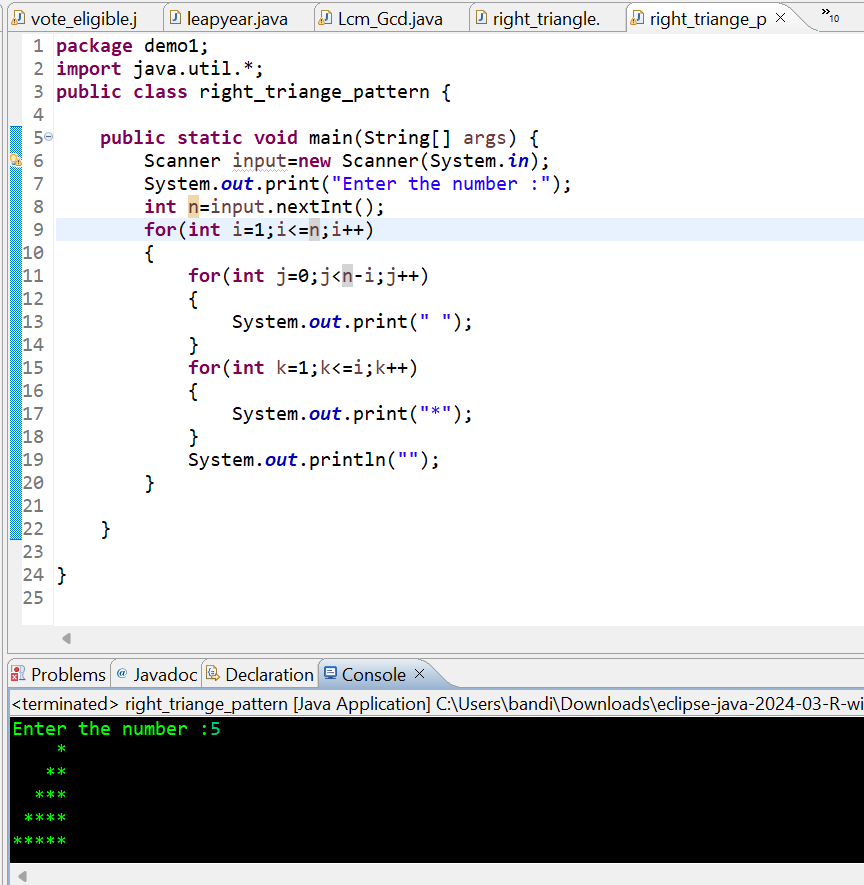 vote_eligible.j leapyear.java Lcm_Gcd.java right_triangle. right_triange_p 10
1 package demo1;
2 import java.util.*;
3 public class right_triange_pattern {
4
5     public static void main(String[] args) {
6         Scanner input=new Scanner(System.in);
7         System.out.print("Enter the number :");
8         int n=input.nextInt();
9         for(int i=1;i<=n;i++)
10         {
11             for(int j=0;j<n-i;j++)
12             {
13                 System.out.print(" ");
14             }
15             for(int k=1;k<=i;k++)
16             {
17                 System.out.print("*");
18             }
19             System.out.println("");
20         }
21
22     }
23
24 }
25
Problems @ Javadoc Declaration Console
<terminated> right_triange_pattern [Java Application] C:\Users\bandi\Downloads\eclipse-java-2024-03-R-wi
Enter the number :5
    *
   **
  ***
 ****
*****